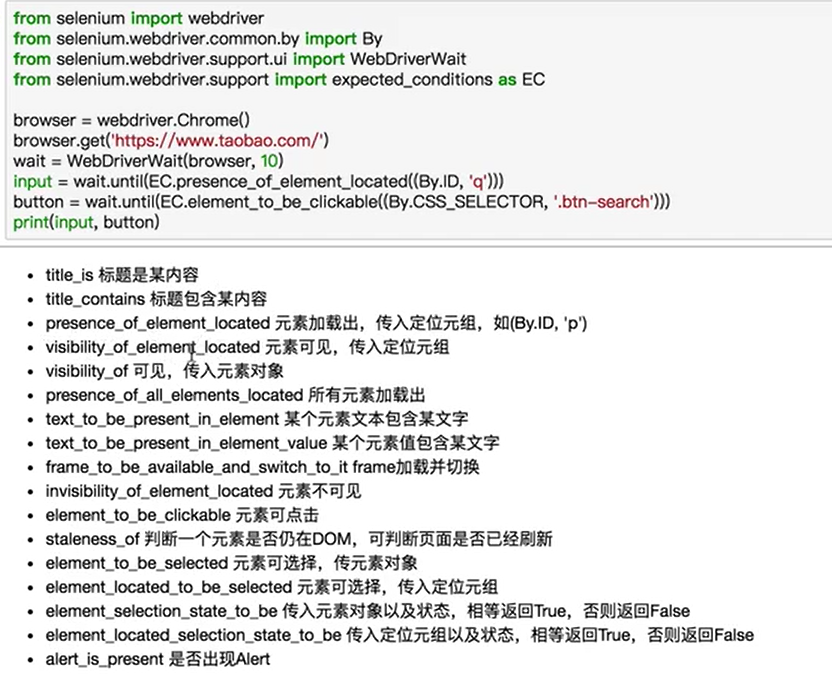 from selenium import webdriver
from selenium.webdriver.common.by import By
from selenium.webdriver.support.ui import WebDriverWait
from selenium.webdriver.support import expected_conditions as EC
browser = webdriver.Chrome()
browser.get('https://www.taobao.com/')
wait = WebDriverWait(browser, 10)
input = wait.until(EC.presence_of_element_located((By.ID, 'q')))
button = wait.until(EC.element_to_be_clickable((By.CSS_SELECTOR, '.btn-search')))
print(input, button)
• title_is 标题是某内容
• title_contains 标题包含某内容
• presence_of_element_located 元素加载出，传入定位元组，如(By.ID, 'p')
• visibility_of_element_located 元素可见，传入定位元组
• visibility_of 可见，传入元素对象
• presence_of_all_elements_located 所有元素加载出
• text_to_be_present_in_element 某个元素文本包含某文字
• text_to_be_present_in_element_value 某个元素值包含某文字
• frame_to_be_available_and_switch_to_it frame加载并切换
• invisibility_of_element_located 元素不可见
• element_to_be_clickable 元素可点击
• staleness_of 判断一个元素是否仍在DOM，可判断页面是否已经刷新
• element_to_be_selected 元素可选择，传元素对象
• element_located_to_be_selected 元素可选择，传入定位元组
• element_selection_state_to_be 传入元素对象以及状态，相等返回True，否则返回False
• element_located_selection_state_to_be 传入定位元组以及状态，相等返回True，否则返回False
• alert_is_present 是否出现Alert